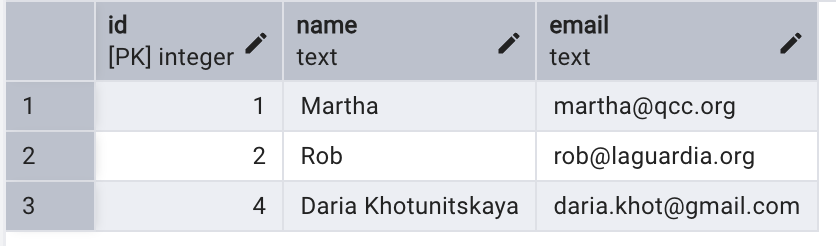 id name email
[PK] integer text text
1 1 Martha martha@qcc.org
2 2 Rob rob@laguardia.org
3 4 Daria Khotunitskaya daria.khot@gmail.com